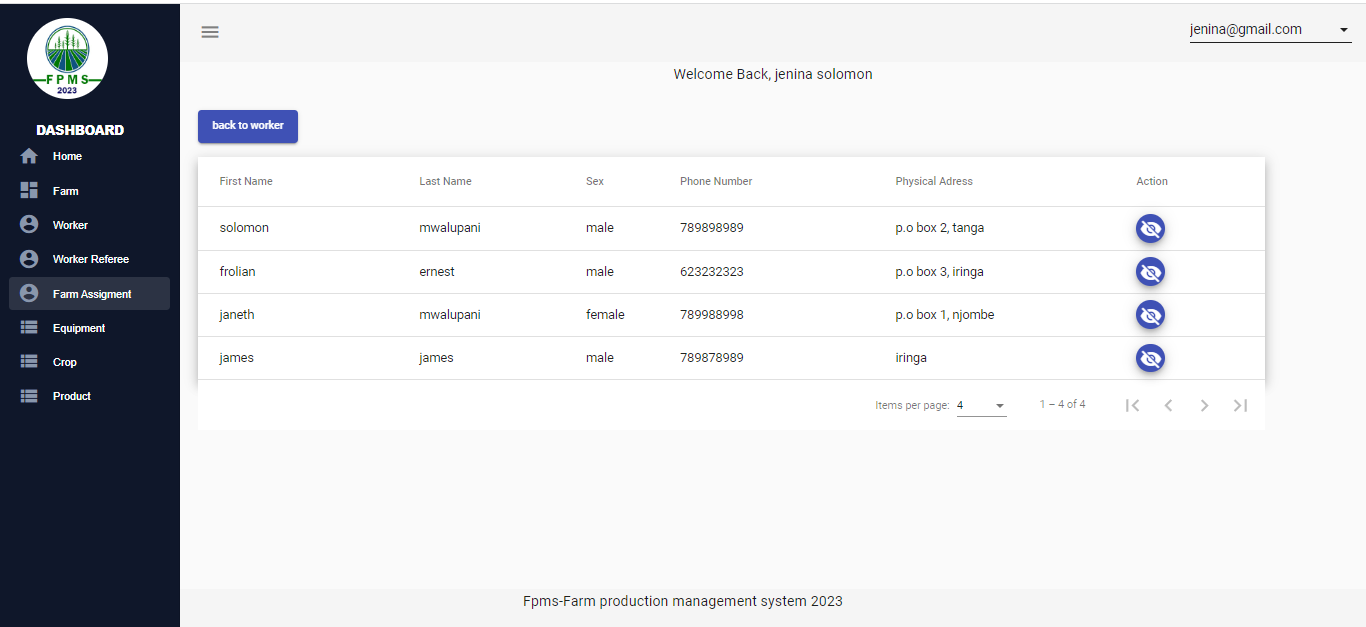 FPMS
2023
DASHBOARD
Home
Farm
Worker
Worker Referee
Farm Assigment
Equipment
Crop
Product
jenina@gmail.com
Welcome Back, jenina solomon
back to worker
First Name Last Name Sex Phone Number Physical Adress Action
solomon mwalupani male 789898989 p.o box 2, tanga
frolian ernest male 623232323 p.o box 3, iringa
janeth mwalupani female 789988998 p.o box 1, njombe
james james male 789878989 iringa
Items per page: 4 1 – 4 of 4
Fpms-Farm production management system 2023